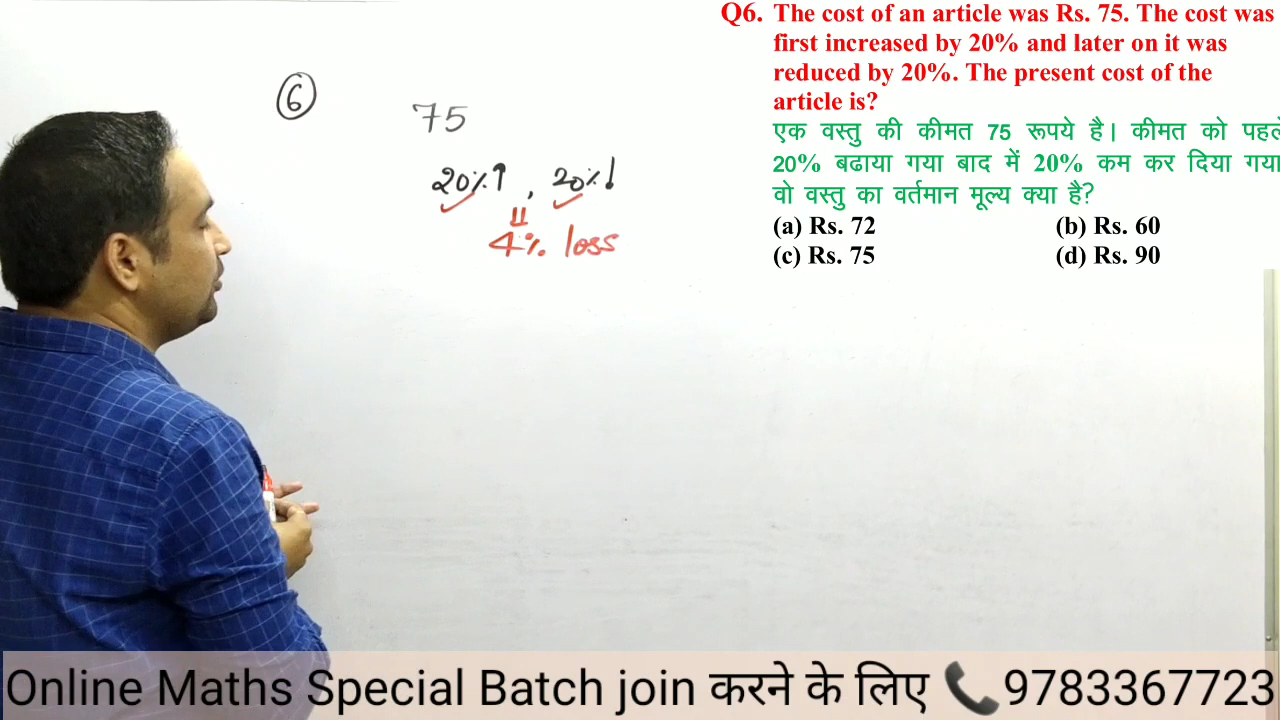 Q6. The cost of an article was Rs. 75. The cost was
first increased by 20% and later on it was
reduced by 20%. The present cost of the
article is?
एक वस्तु की कीमत 75 रूपये है। कीमत को पहले
20% बढाया गया बाद में 20% कम कर दिया गया
वो वस्तु का वर्तमान मूल्य क्या है?
(a) Rs. 72 (b) Rs. 60
(c) Rs. 75 (d) Rs. 90
6
75
20%↑ , 20%↓
4% loss
Online Maths Special Batch join करने के लिए 📞9783367723